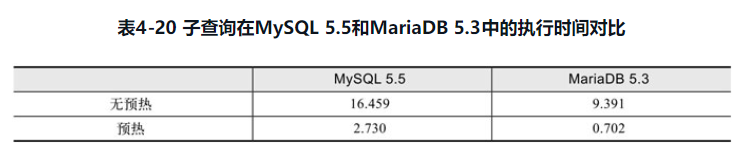 表4-20 子查询在MySQL 5.5和MariaDB 5.3中的执行时间对比
MySQL 5.5 MariaDB 5.3
无预热 16.459 9.391
预热 2.730 0.702